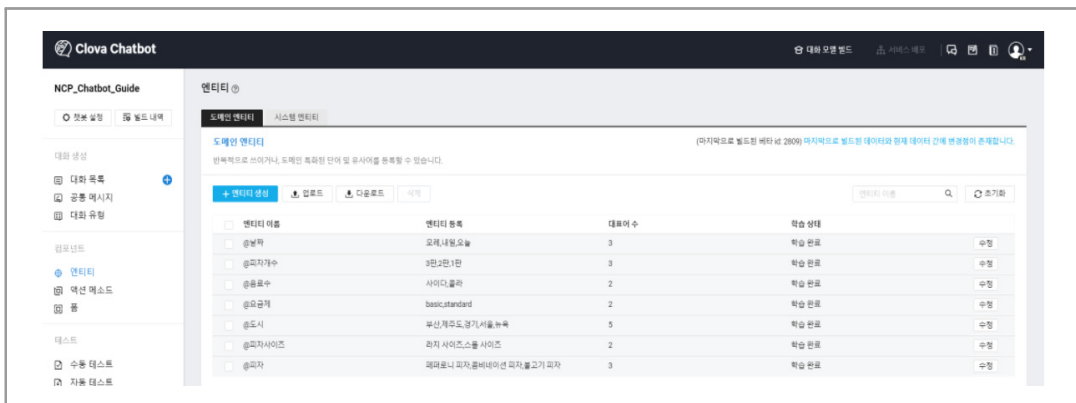 Clova Chatbot
대화 모델 빌드 서비스 배포
NCP_Chatbot_Guide
챗봇 설정 빌드 내역
대화 생성
대화 목록
공통 메시지
대화 유형
컴포넌트
엔티티
액션 메소드
폼
테스트
수동 테스트
자동 테스트
엔티티
도메인 엔티티 시스템 엔티티
도메인 엔티티 (마지막으로 빌드된 베타 id: 2609) 마지막으로 빌드된 데이터와 현재 데이터 간에 변경점이 존재합니다.
반복적으로 쓰이거나, 도메인 특화된 단어 및 유사어를 등록할 수 있습니다.
+ 엔티티 생성 업로드 다운로드 삭제 엔티티 이름 초기화
엔티티 이름 엔티티 등록 대표어 수 학습 상태
@날짜 모레,내일,오늘 3 학습 완료 수정
@피자개수 3판,2판,1판 3 학습 완료 수정
@음료수 사이다,콜라 2 학습 완료 수정
@요금제 basic,standard 2 학습 완료 수정
@도시 부산,제주도,경기,서울,뉴욕 5 학습 완료 수정
@피자사이즈 라지 사이즈,스몰 사이즈 2 학습 완료 수정
@피자 페퍼로니 피자,콤비네이션 피자,불고기 피자 3 학습 완료 수정